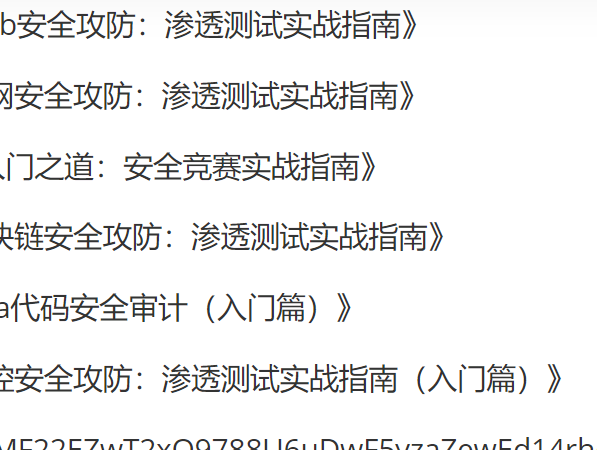 b安全攻防：渗透测试实战指南》
网安全攻防：渗透测试实战指南》
入门之道：安全竞赛实战指南》
块链安全攻防：渗透测试实战指南》
a代码安全审计（入门篇）》
控安全攻防：渗透测试实战指南（入门篇）》